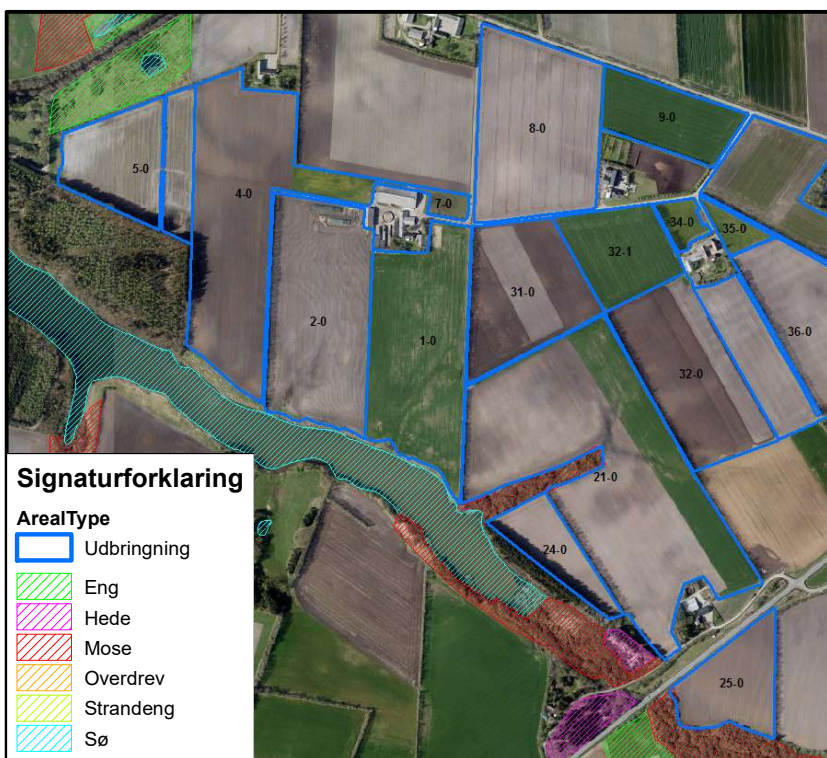 8-0
9-0
5-0
4-0
7-0
34-0
35-0
32-1
31-0
2-0
1-0
36-0
32-0
21-0
24-0
25-0
Signaturforklaring
ArealType
Udbringning
Eng
Hede
Mose
Overdrev
Strandeng
Sø